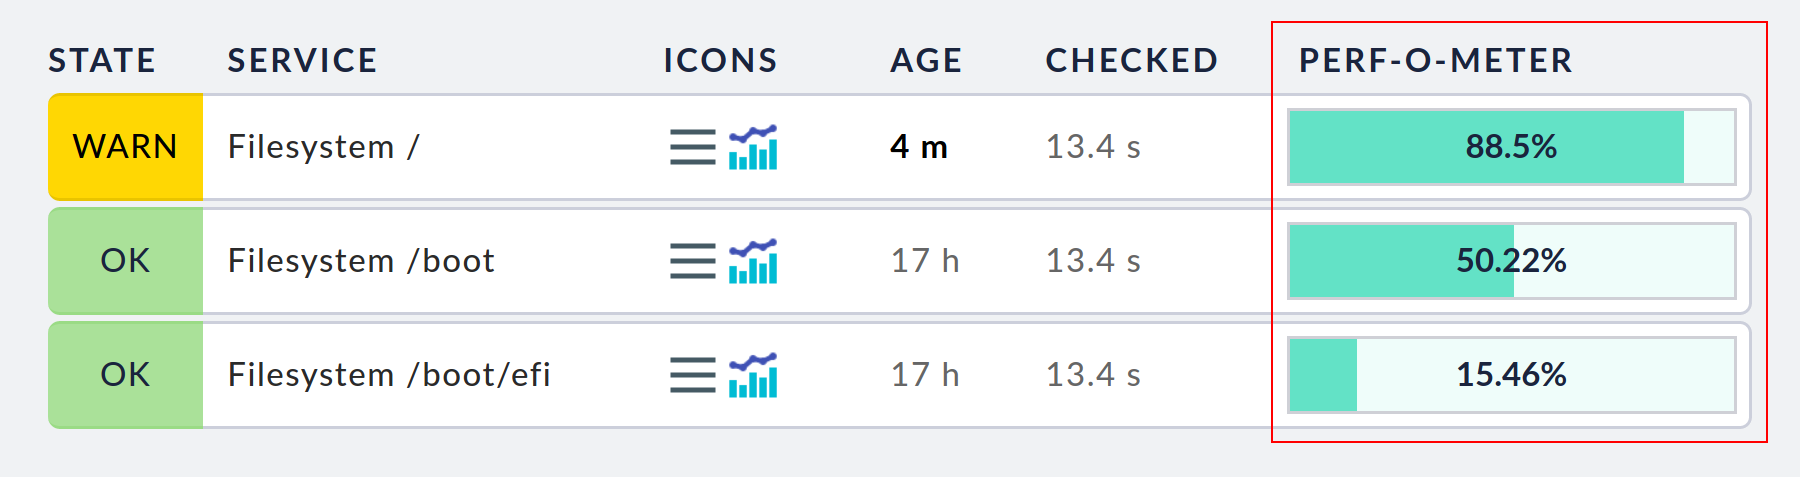 STATE SERVICE ICONS AGE CHECKED PERF-O-METER
WARN Filesystem / 4 m 13.4 s 88.5%
OK Filesystem /boot 17 h 13.4 s 50.22%
OK Filesystem /boot/efi 17 h 13.4 s 15.46%